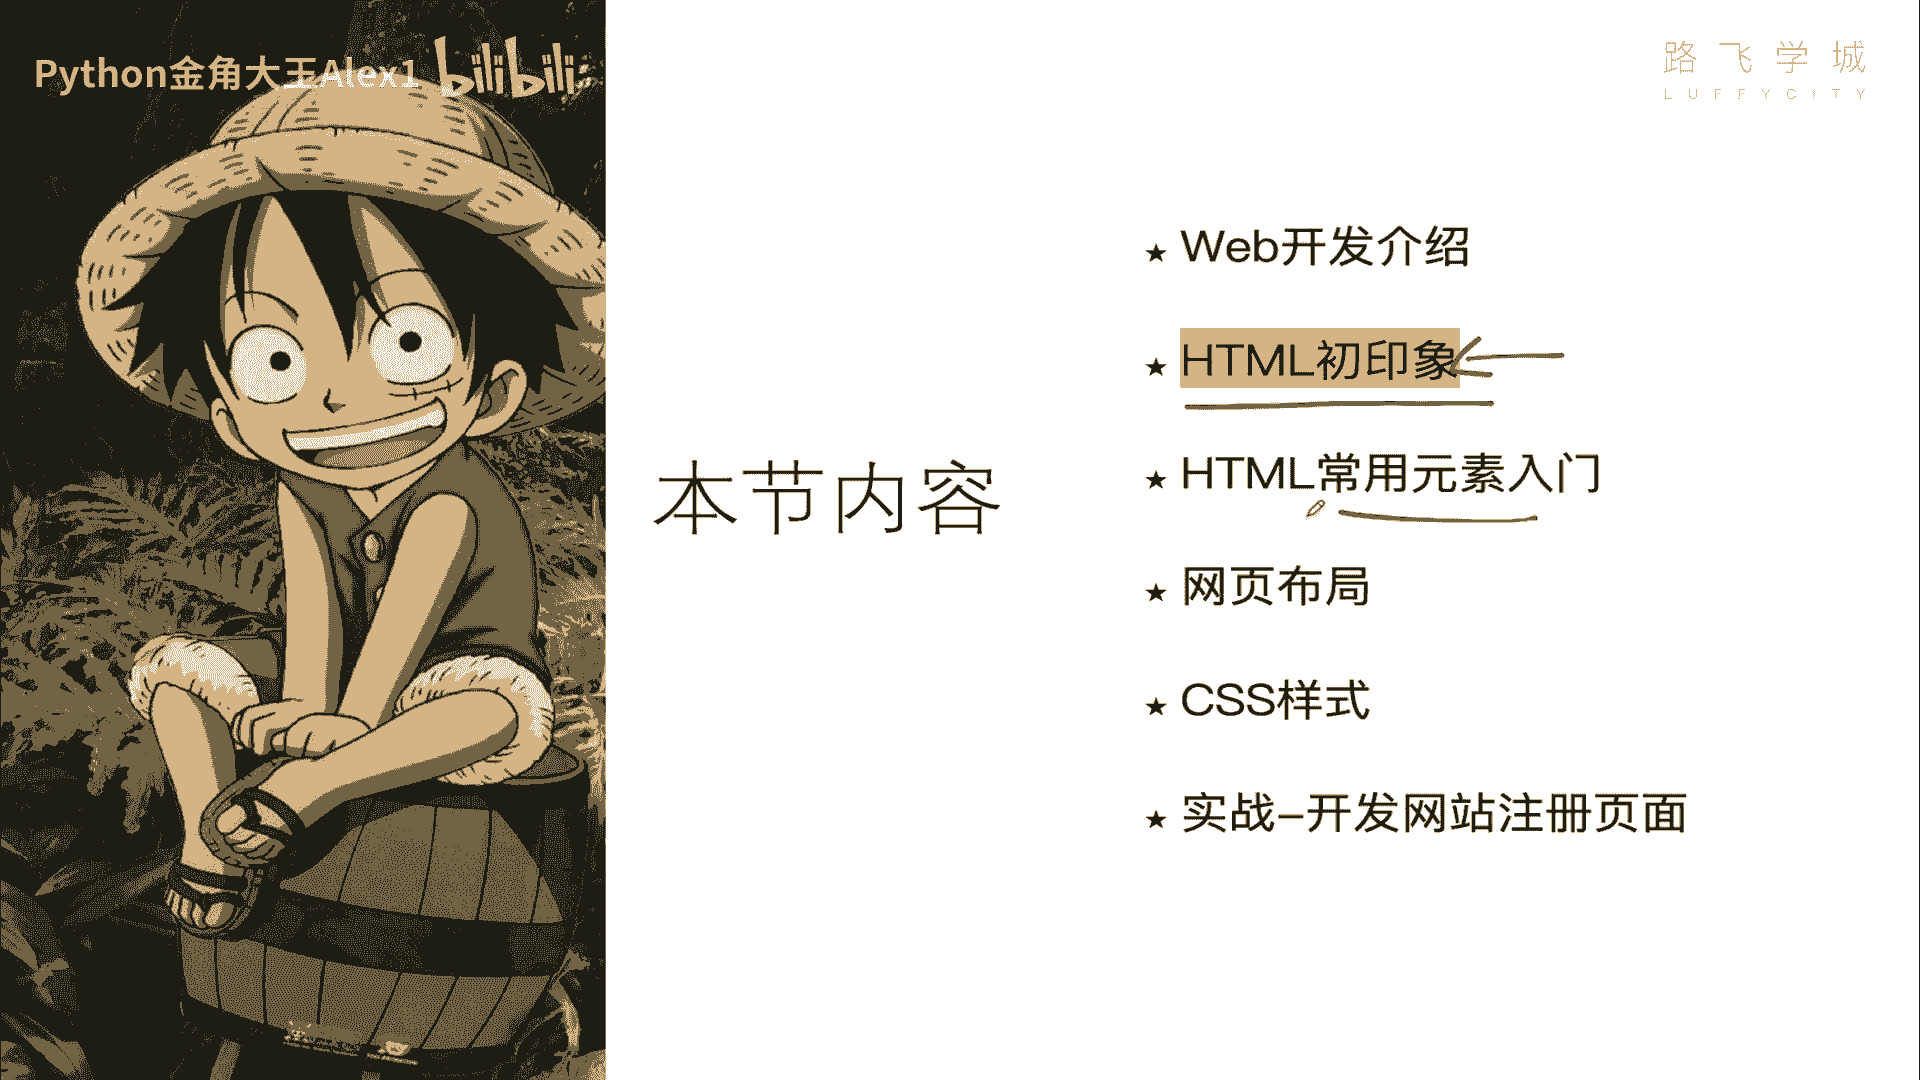 Python金角大王Alex1 bilibili
路飞学城
LUFFYCITY
本节内容
★ Web开发介绍
★ HTML初印象
★ HTML常用元素入门
★ 网页布局
★ CSS样式
★ 实战-开发网站注册页面